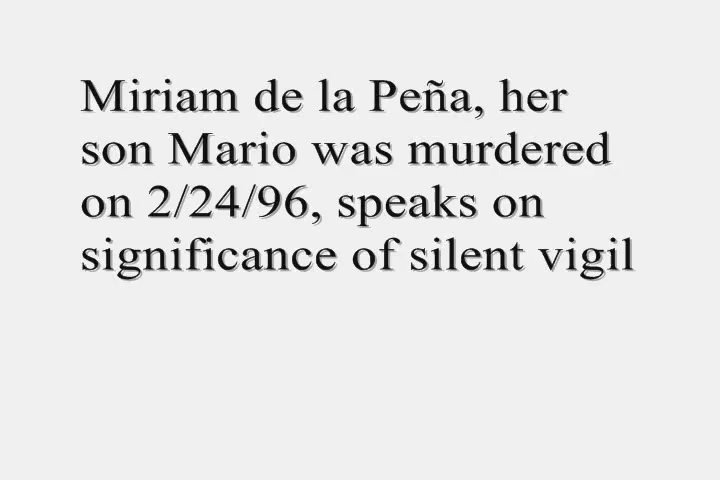 Miriam de la Peña, her
son Mario was murdered
on 2/24/96, speaks on
significance of silent vigil